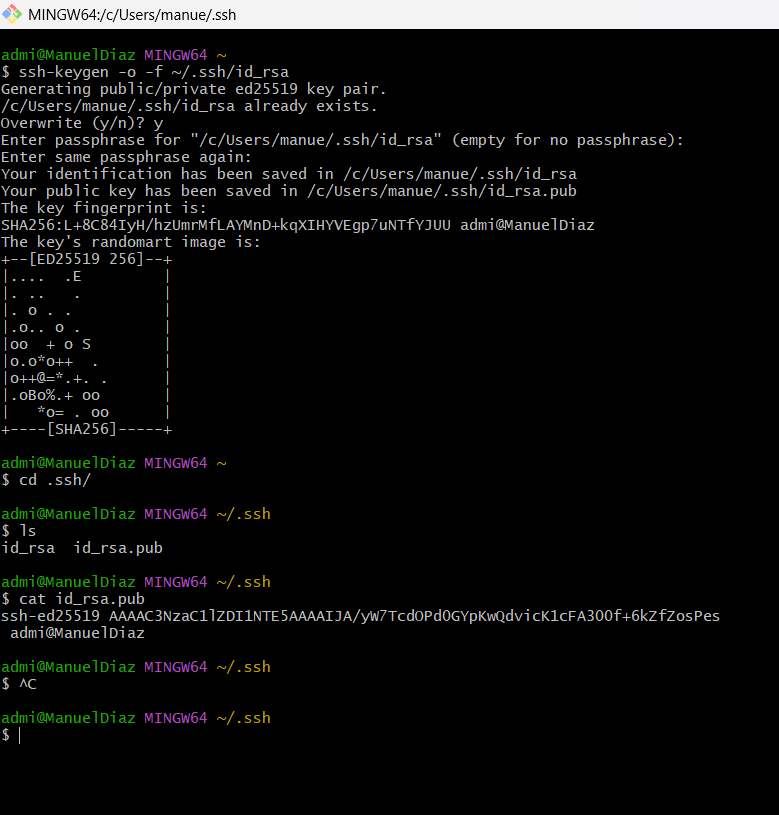 MINGW64:/c/Users/manue/.ssh
admi@ManuelDiaz MINGW64 ~
$ ssh-keygen -o -f ~/.ssh/id_rsa
Generating public/private ed25519 key pair.
/c/Users/manue/.ssh/id_rsa already exists.
Overwrite (y/n)? y
Enter passphrase for "/c/Users/manue/.ssh/id_rsa" (empty for no passphrase):
Enter same passphrase again:
Your identification has been saved in /c/Users/manue/.ssh/id_rsa
Your public key has been saved in /c/Users/manue/.ssh/id_rsa.pub
The key fingerprint is:
SHA256:L+8C84IyH/hzUmrMfLAYMnD+kqXIHYVEgp7uNTfYJUU admi@ManuelDiaz
The key's randomart image is:
+--[ED25519 256]--+
|....  .E         |
|. ..   .         |
|. o . .          |
|.o.. o .         |
|oo  + o S        |
|o.o*o++  .       |
|o++@=*.+. .      |
|.oBo%.+ oo       |
|   *o= . oo      |
+----[SHA256]-----+
admi@ManuelDiaz MINGW64 ~
$ cd .ssh/
admi@ManuelDiaz MINGW64 ~/.ssh
$ ls
id_rsa  id_rsa.pub
admi@ManuelDiaz MINGW64 ~/.ssh
$ cat id_rsa.pub
ssh-ed25519 AAAAC3NzaC1lZDI1NTE5AAAAIJA/yW7TcdOPd0GYpKwQdvicK1cFA3OOf+6kZfZosPes
 admi@ManuelDiaz
admi@ManuelDiaz MINGW64 ~/.ssh
$ ^C
admi@ManuelDiaz MINGW64 ~/.ssh
$